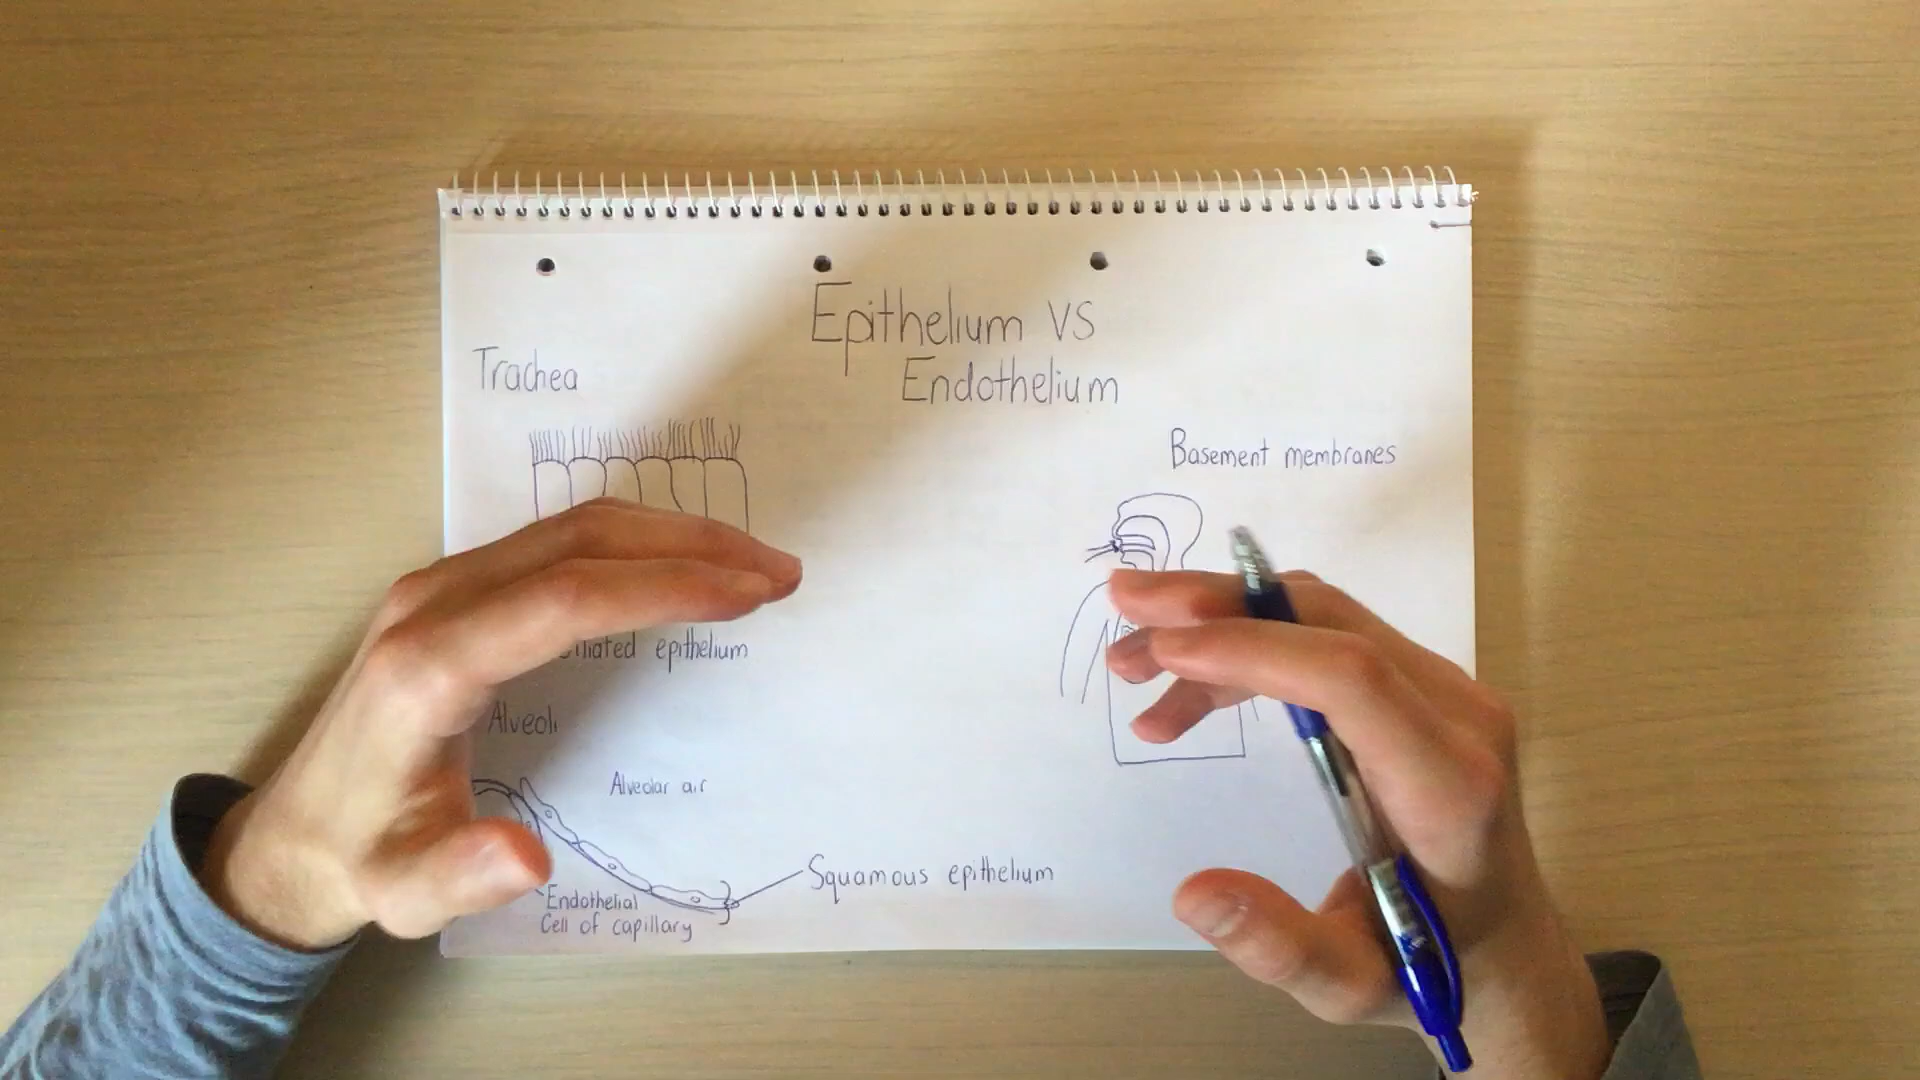 Epithelium VS
Endothelium
Trachea
Basement membranes
epithelium
Alveoli
Alveolar air
Squamous epithelium
Endothelial
Cell of capillary